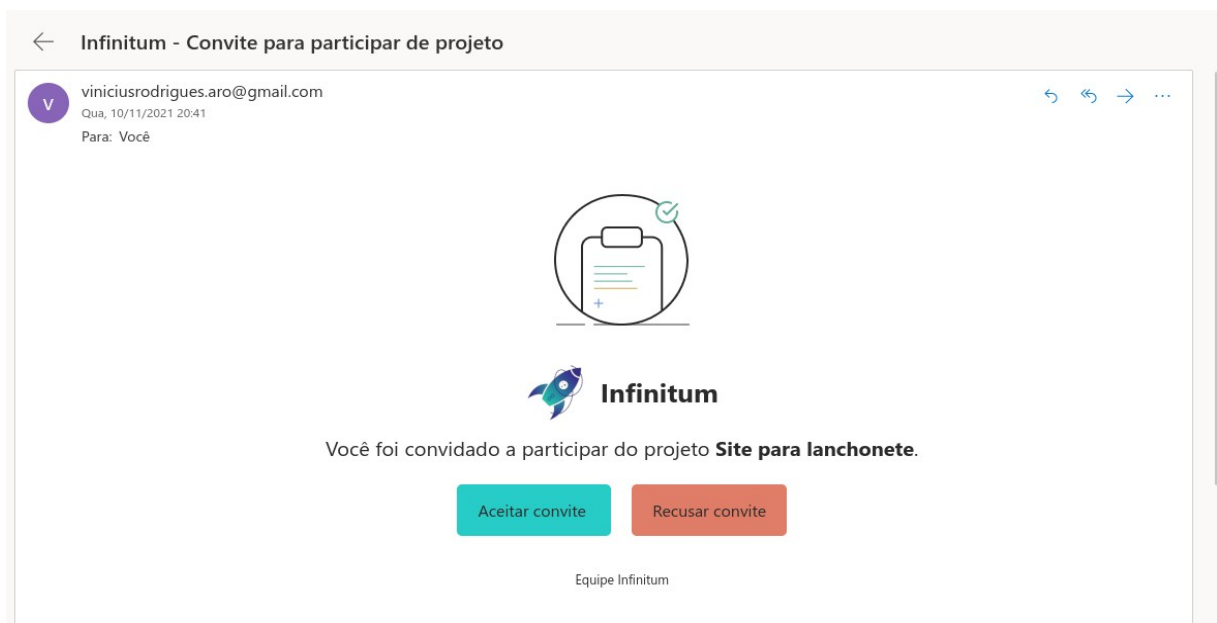 Infinitum - Convite para participar de projeto
V
viniciusrodrigues.aro@gmail.com
Qua, 10/11/2021 20:41
Para: Você
Infinitum
Você foi convidado a participar do projeto Site para lanchonete.
Aceitar convite
Recusar convite
Equipe Infinitum